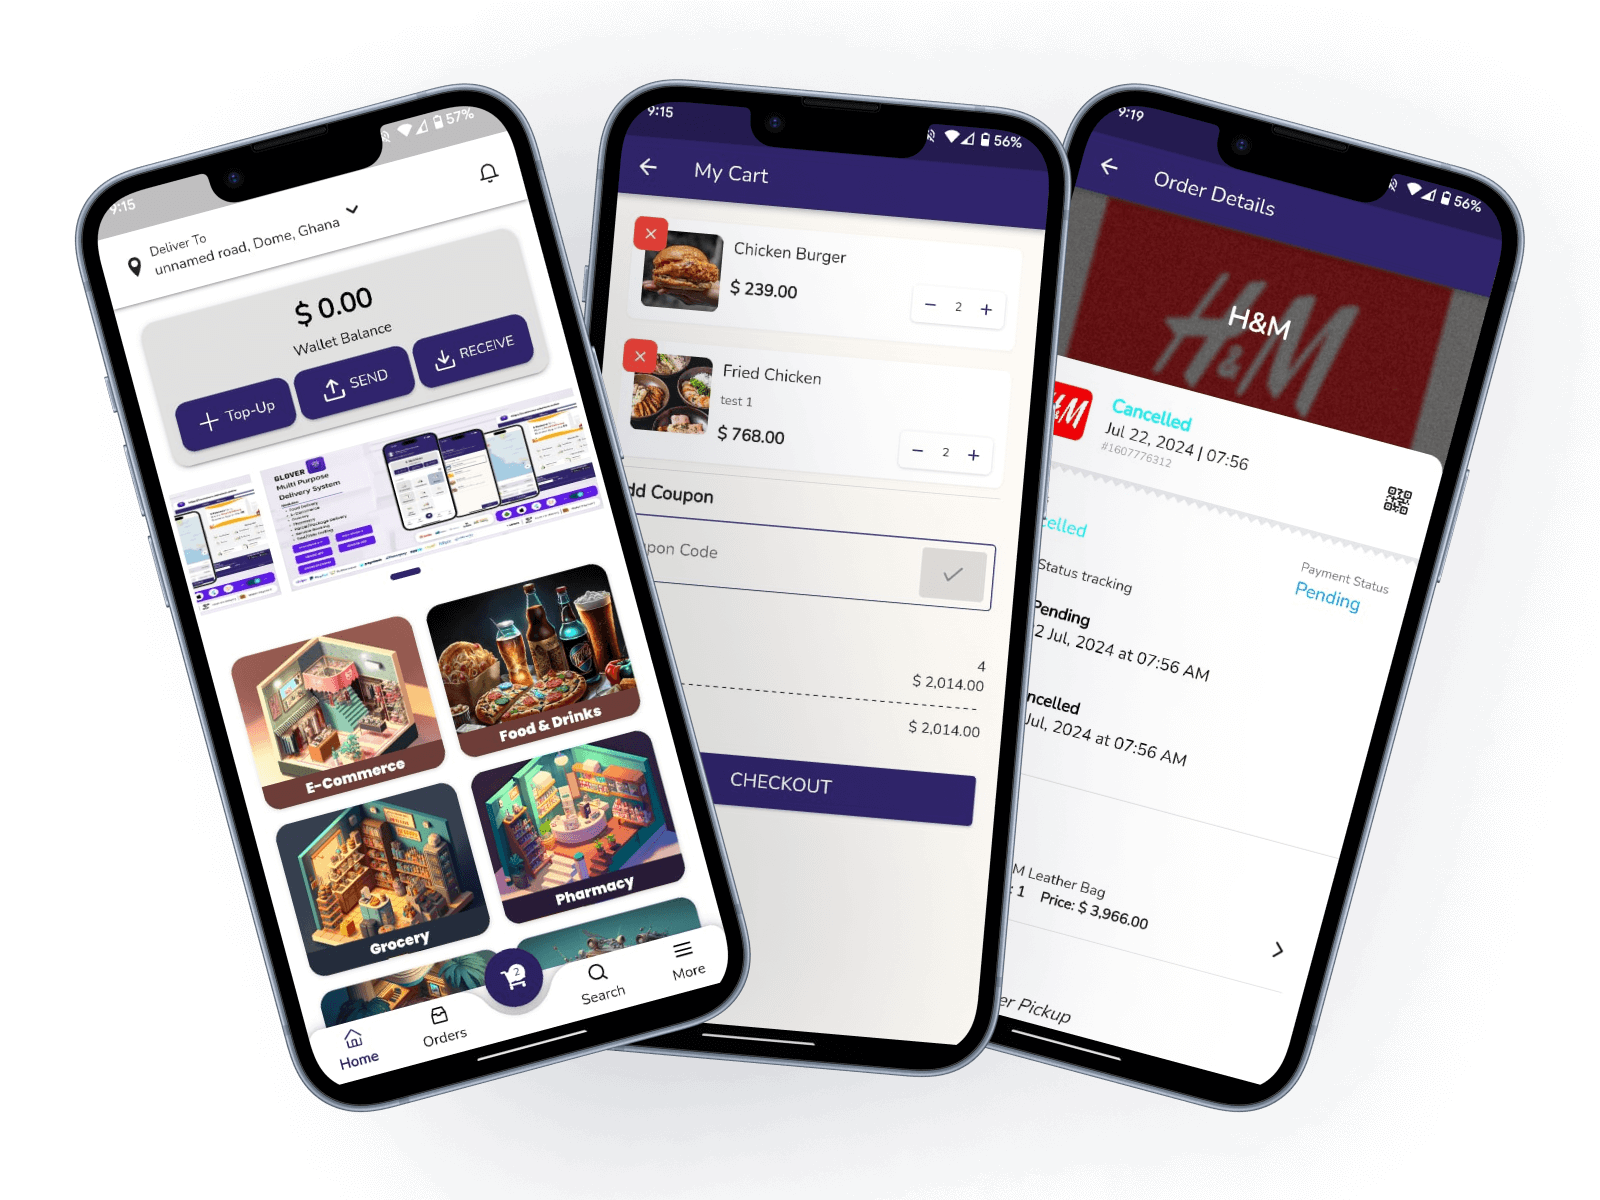 9:15
57%
Deliver To
unnamed road, Dome, Ghana
$ 0.00
Wallet Balance
Top-Up
SEND
RECEIVE
GLOVER
Multi Purpose
Delivery System
E-Commerce
Food & Drinks
Grocery
Pharmacy
Home
Orders
2
Search
More
9:15
56%
My Cart
Chicken Burger
$ 239.00
2
Fried Chicken
test 1
$ 768.00
2
dd Coupon
pon Code
4
$ 2,014.00
$ 2,014.00
CHECKOUT
9:19
56%
Order Details
H&M
H&M
H&M
Cancelled
Jul 22, 2024 | 07:56
#1607776312
celled
Payment Status
Pending
Status tracking
Pending
2 Jul, 2024 at 07:56 AM
ncelled
Jul, 2024 at 07:56 AM
M Leather Bag
: 1 Price: $ 3,966.00
er Pickup